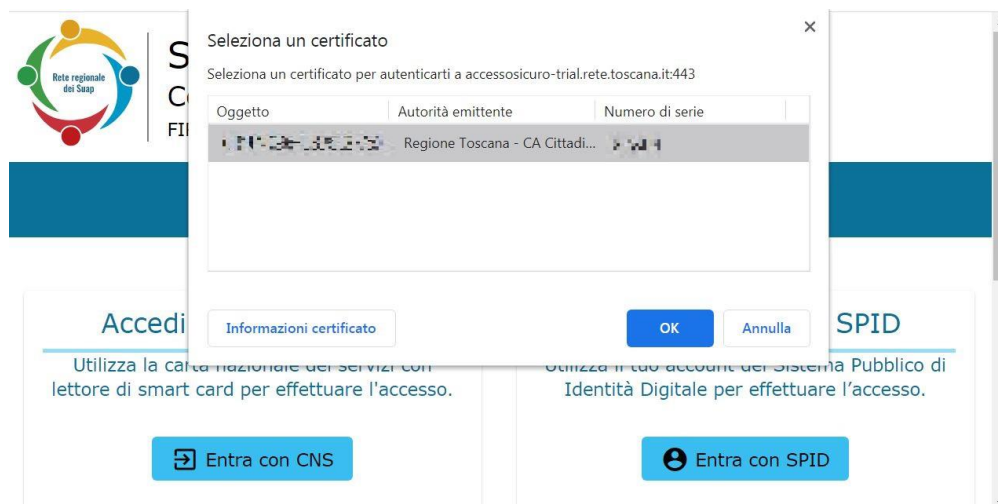 Seleziona un certificato
Seleziona un certificato per autenticarti a accessosicuro-trial.rete.toscana.it:443
Oggetto Autorità emittente Numero di serie
Regione Toscana - CA Cittadi...
Informazioni certificato OK Annulla
Rete regionale
dei Suap
S
C
FI
Accedi
Utilizza la carta nazionale dei servizi con
lettore di smart card per effettuare l'accesso.
Entra con CNS
SPID
Utilizza il tuo account del Sistema Pubblico di
Identità Digitale per effettuare l’accesso.
Entra con SPID